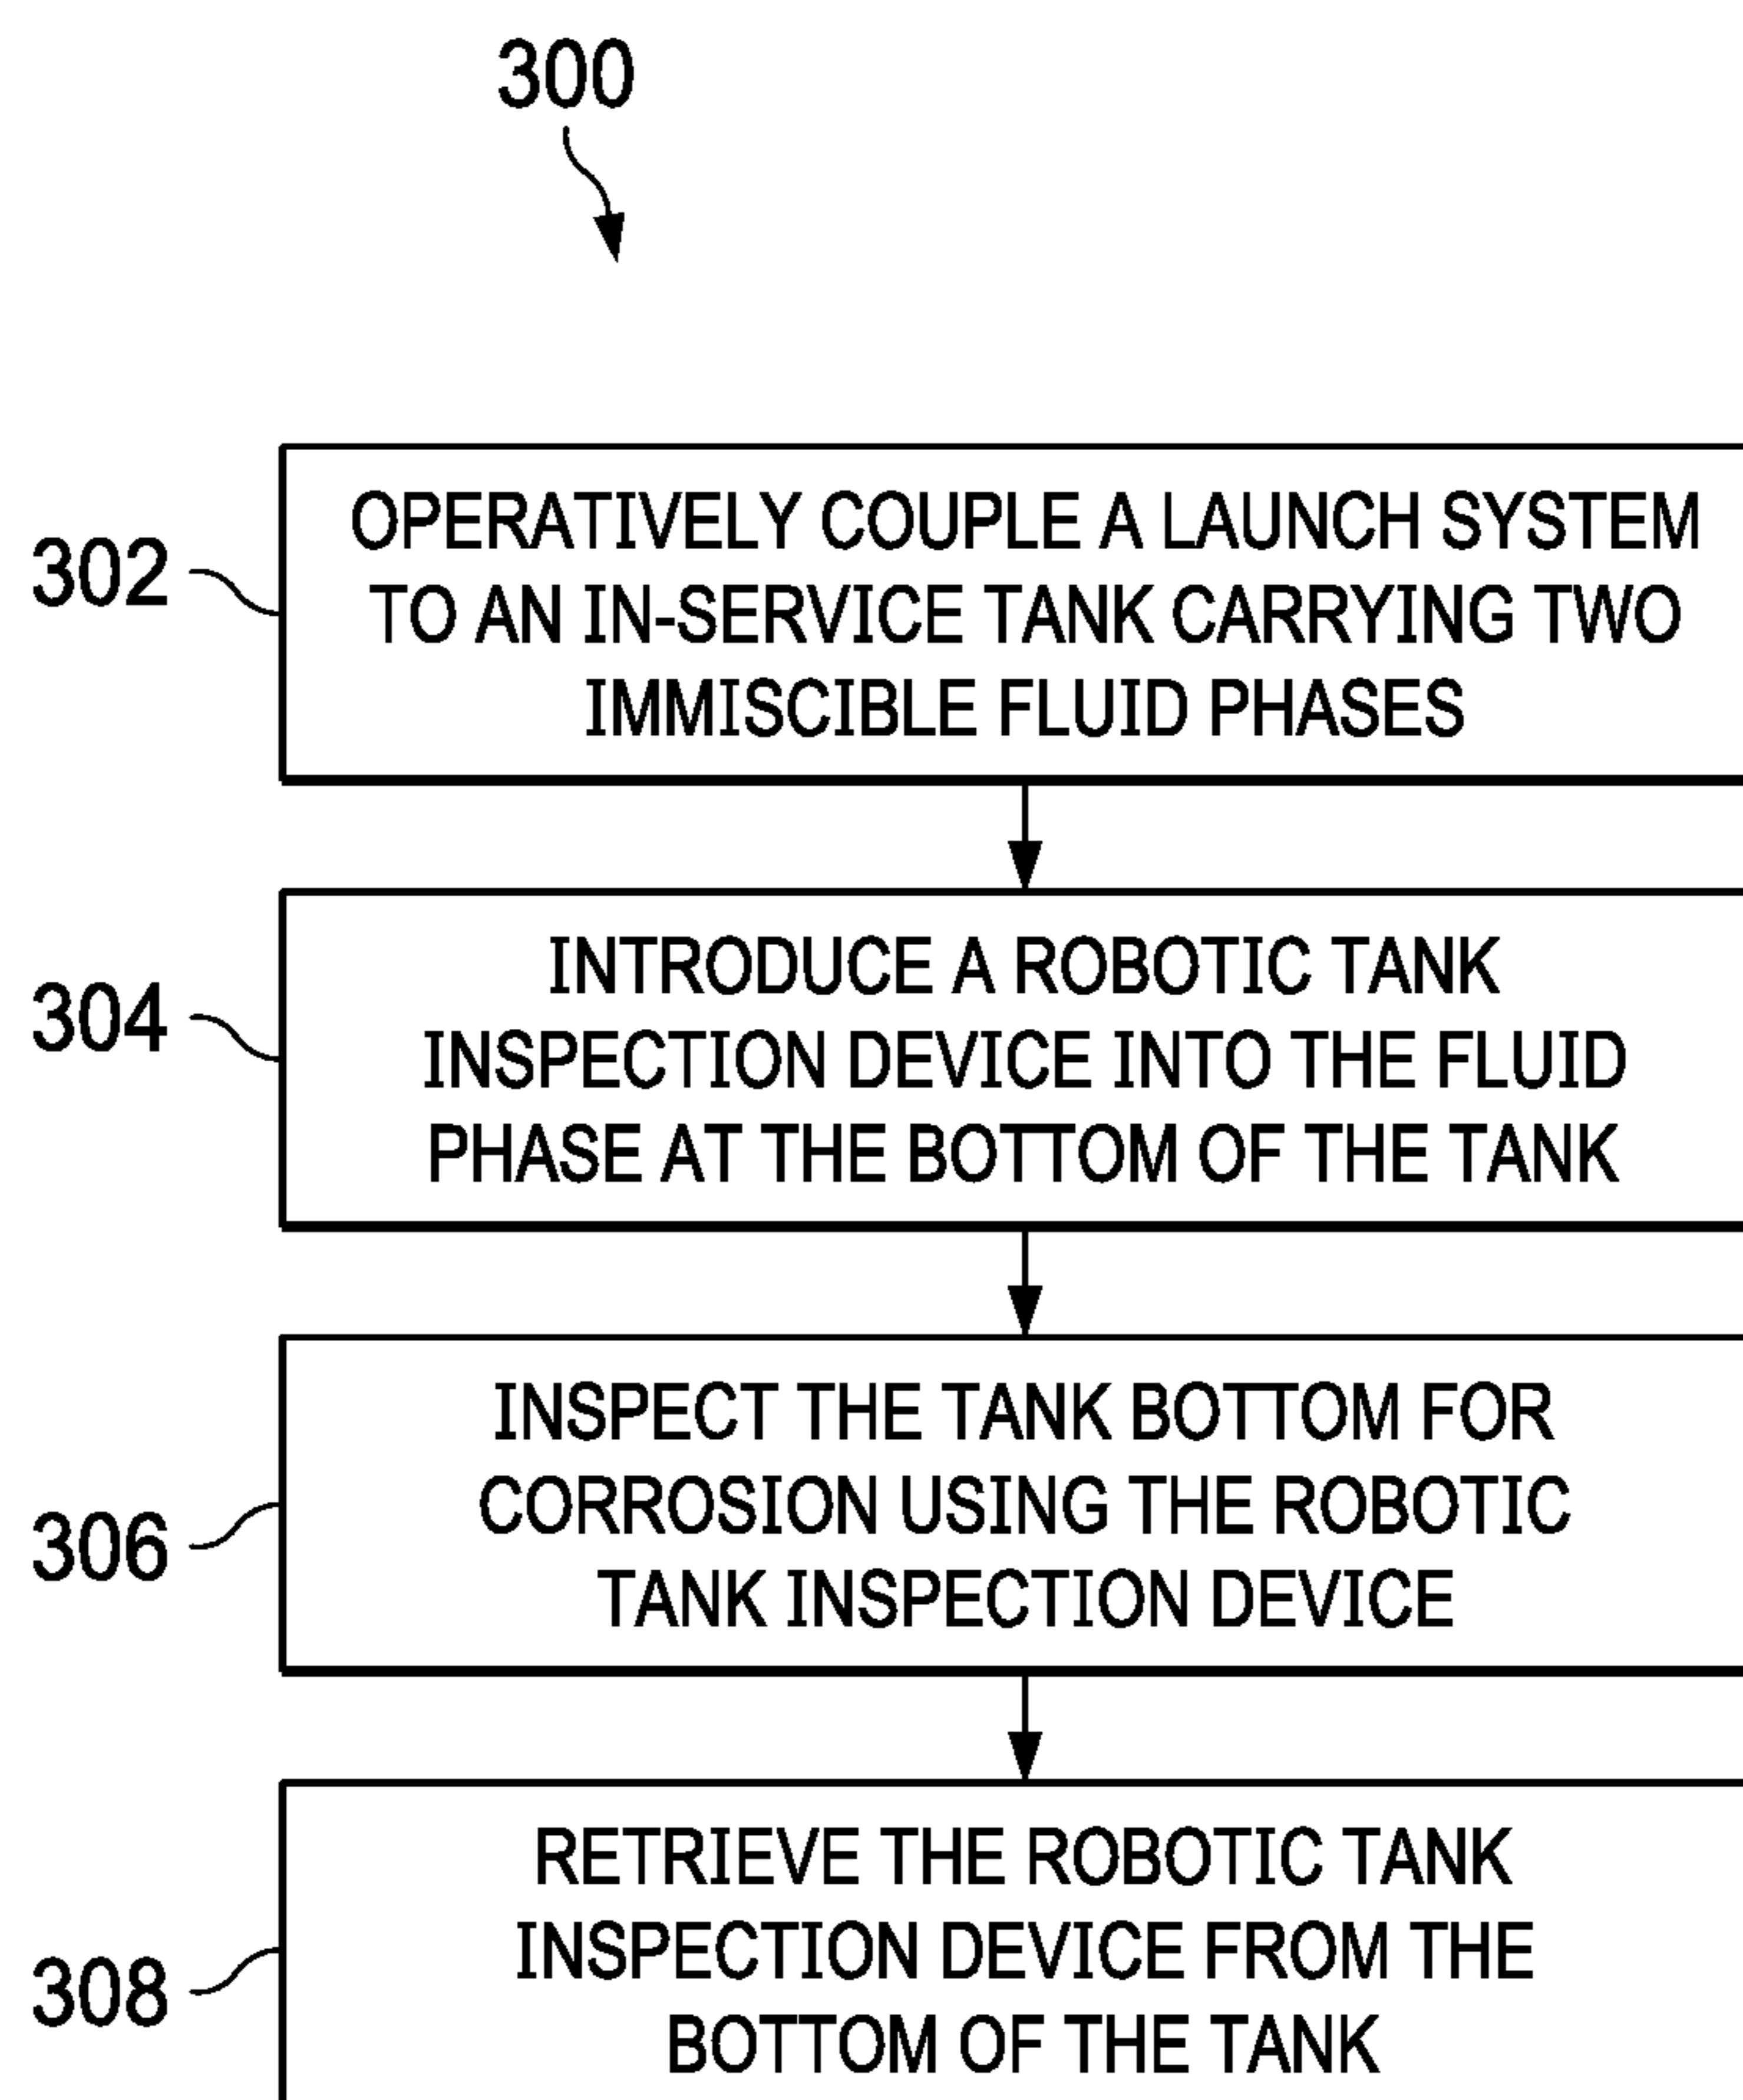 300
302
OPERATIVELY COUPLE A LAUNCH SYSTEM
TO AN IN-SERVICE TANK CARRYING TWO
IMMISCIBLE FLUID PHASES
304
INTRODUCE A ROBOTIC TANK
INSPECTION DEVICE INTO THE FLUID
PHASE AT THE BOTTOM OF THE TANK
306
INSPECT THE TANK BOTTOM FOR
CORROSION USING THE ROBOTIC
TANK INSPECTION DEVICE
308
RETRIEVE THE ROBOTIC TANK
INSPECTION DEVICE FROM THE
BOTTOM OF THE TANK